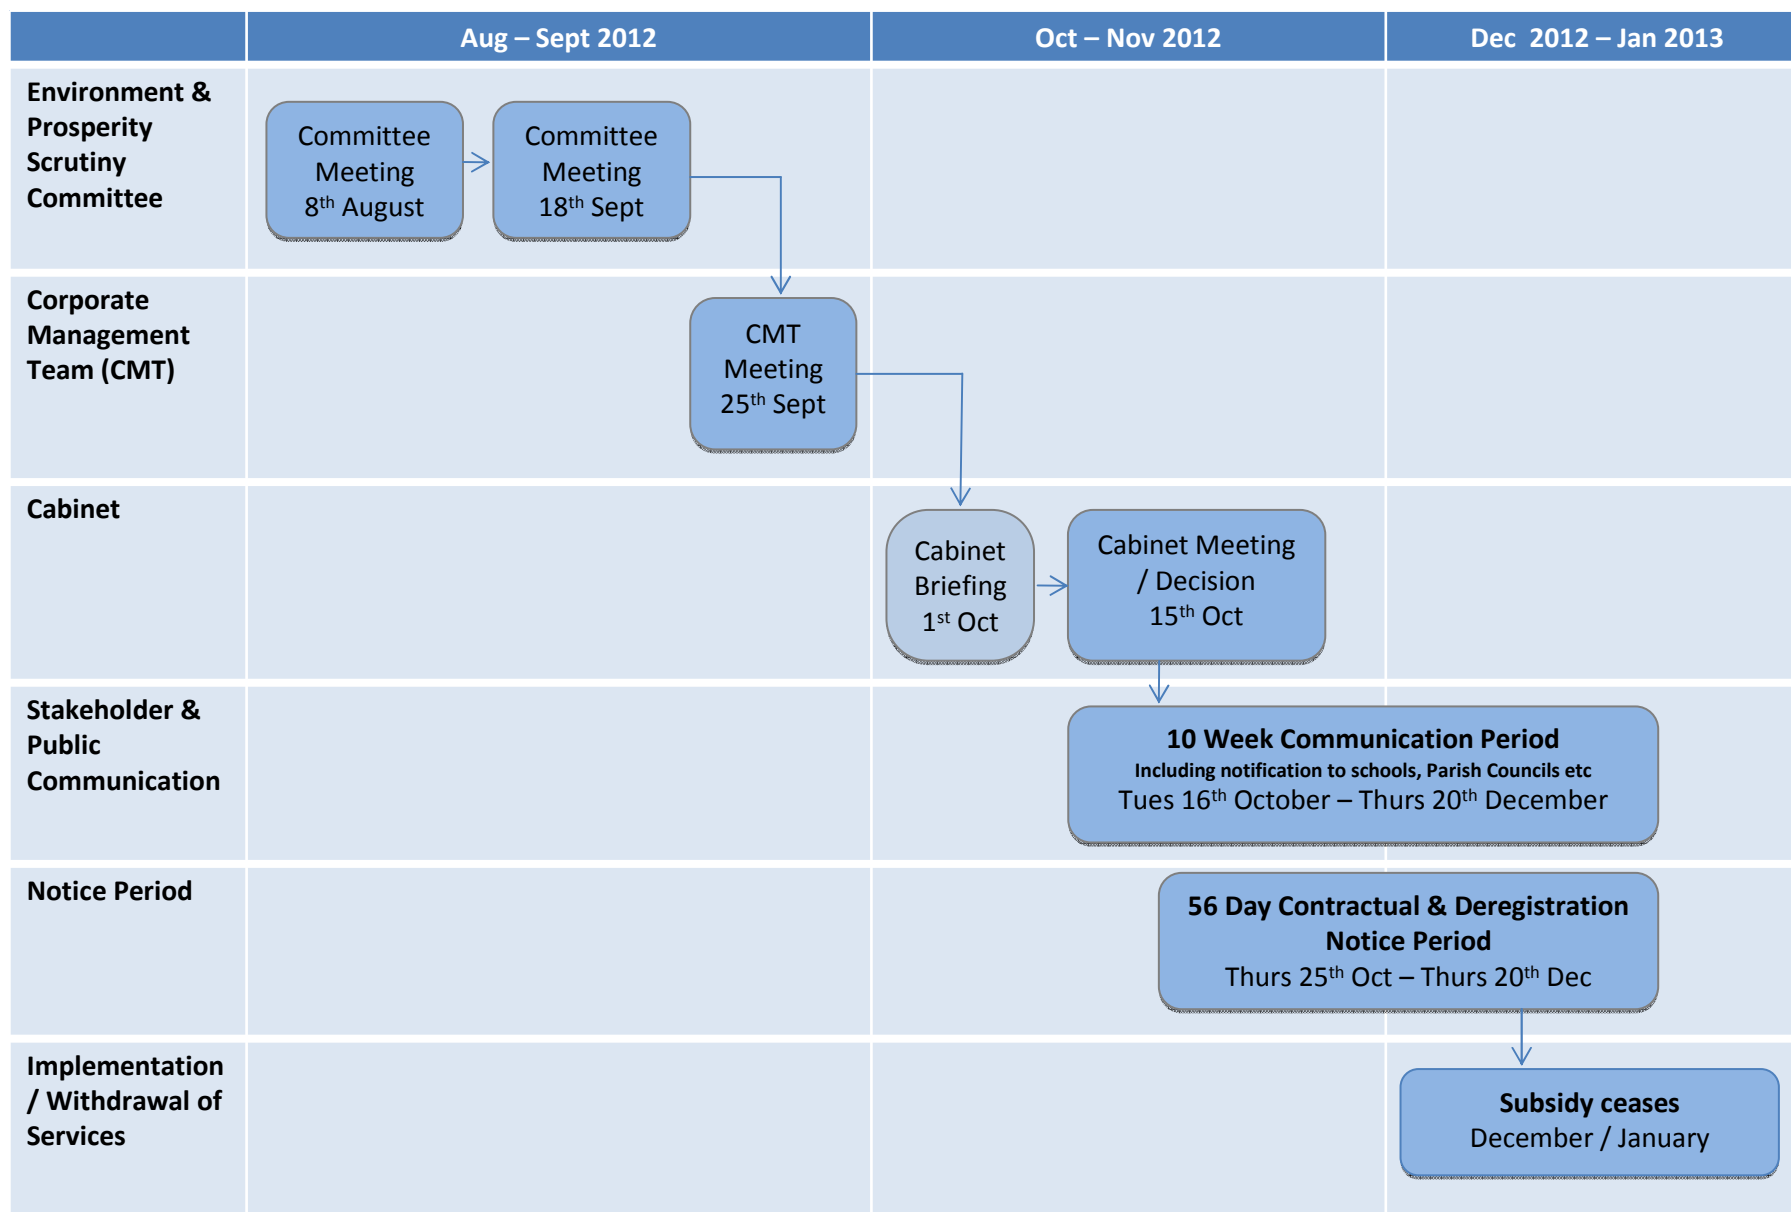 Aug – Sept 2012
Oct – Nov 2012
Dec  2012 – Jan 2013
Environment &
Prosperity
Scrutiny
Committee
Committee
Meeting
8th August
Committee
Meeting
18th Sept
Corporate
Management
Team (CMT)
CMT
Meeting
25th Sept
Cabinet
Cabinet
Briefing
1st Oct
Cabinet Meeting
/ Decision
15th Oct
Stakeholder &
Public
Communication
10 Week Communication Period
Including notification to schools, Parish Councils etc
Tues 16th October – Thurs 20th December
Notice Period
56 Day Contractual & Deregistration
Notice Period
Thurs 25th Oct – Thurs 20th Dec
Implementation
/ Withdrawal of
Services
Subsidy ceases
December / January